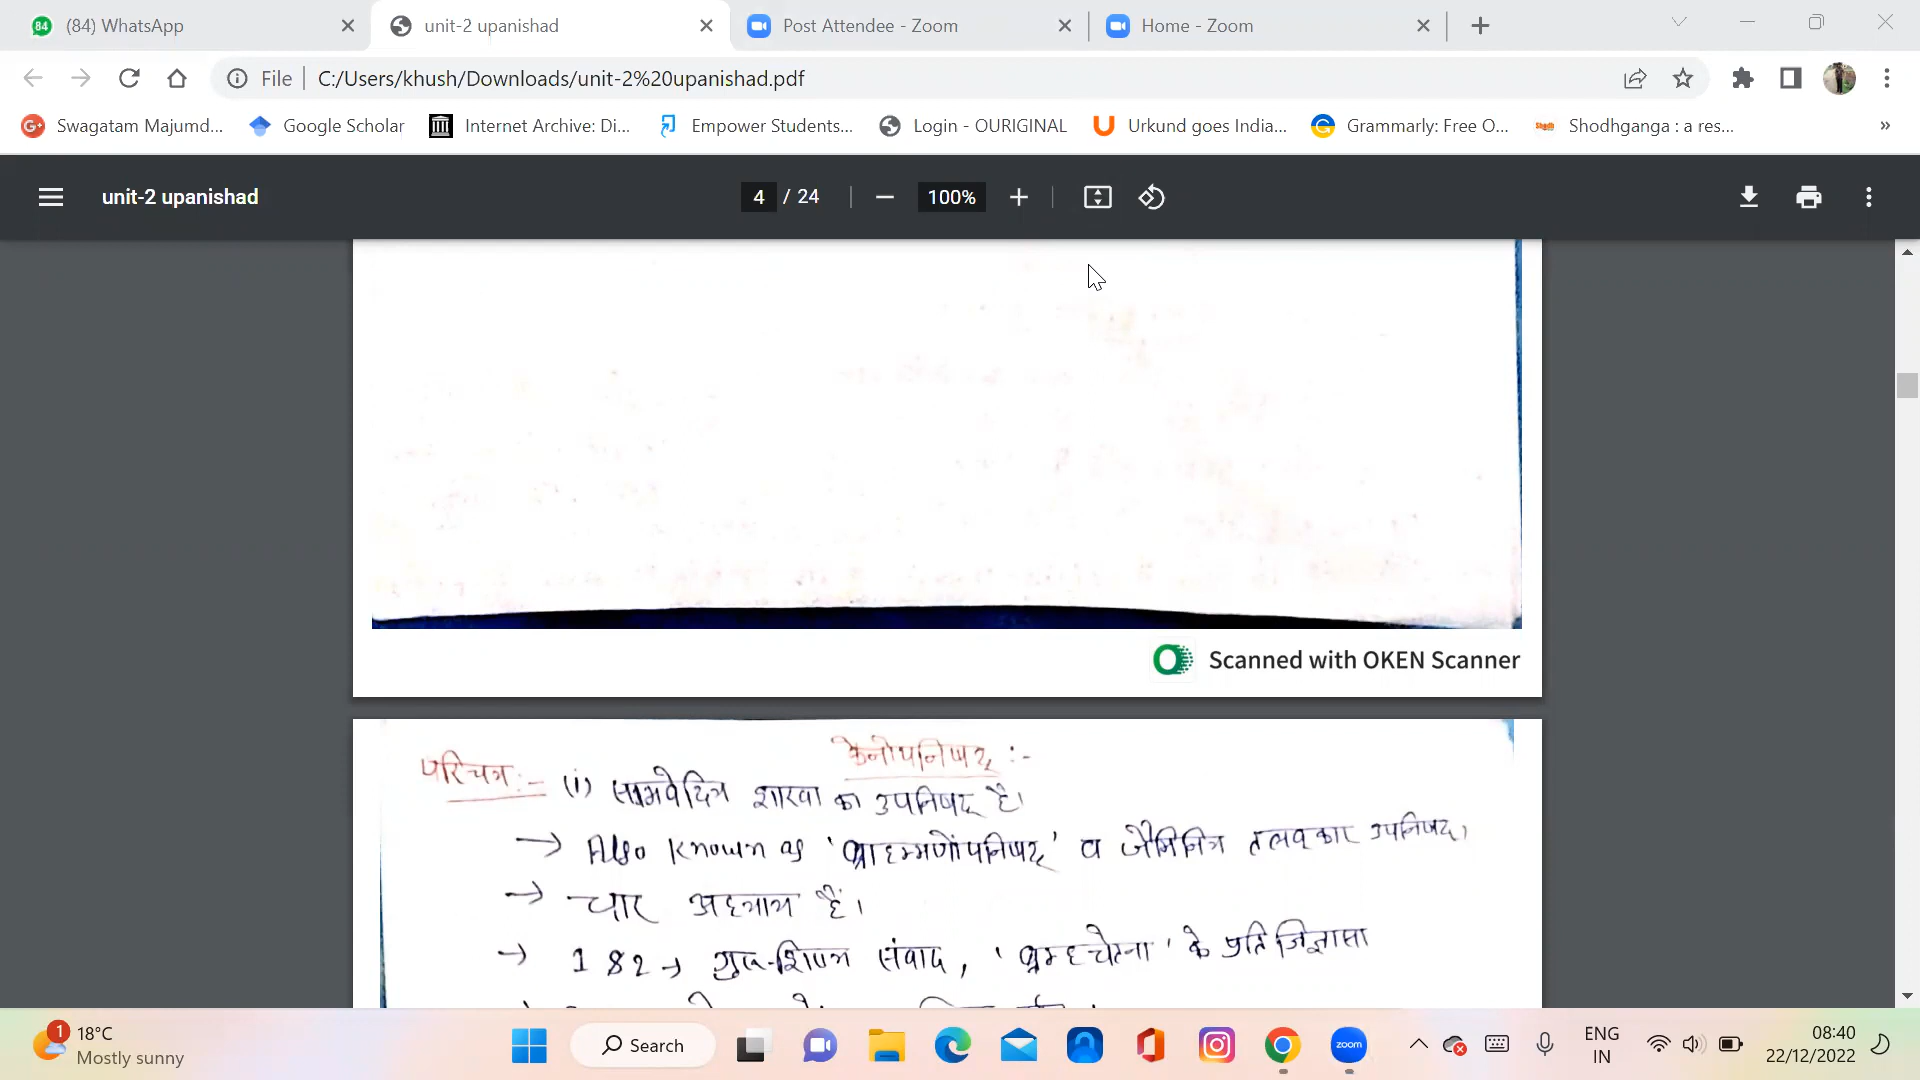 84 (84) WhatsApp
unit-2 upanishad
Post Attendee - Zoom
Home - Zoom
File
C:/Users/khush/Downloads/unit-2%20upanishad.pdf
Swagatam Majumd...
Google Scholar
Internet Archive: Di...
Empower Students...
Login - OURIGINAL
Urkund goes India...
Grammarly: Free O...
Shodhganga : a res...
»
unit-2 upanishad
4 / 24
100%
Scanned with OKEN Scanner
केनोपनिषद् :-
परिचय :- (i) सामवेदिय शाखा का उपनिषद् है।
→ Also known as 'ब्राह्मणोंपनिषद्' व जैमिनिय तलवकार उपनिषद्।
→ चार अध्याय हैं।
→ 1 & 2 → गुरु-शिष्य संवाद, 'ब्रह्मचेतना' के प्रति जिज्ञासा
1
18°C
Mostly sunny
Search
zoom
ENG
IN
08:40
22/12/2022